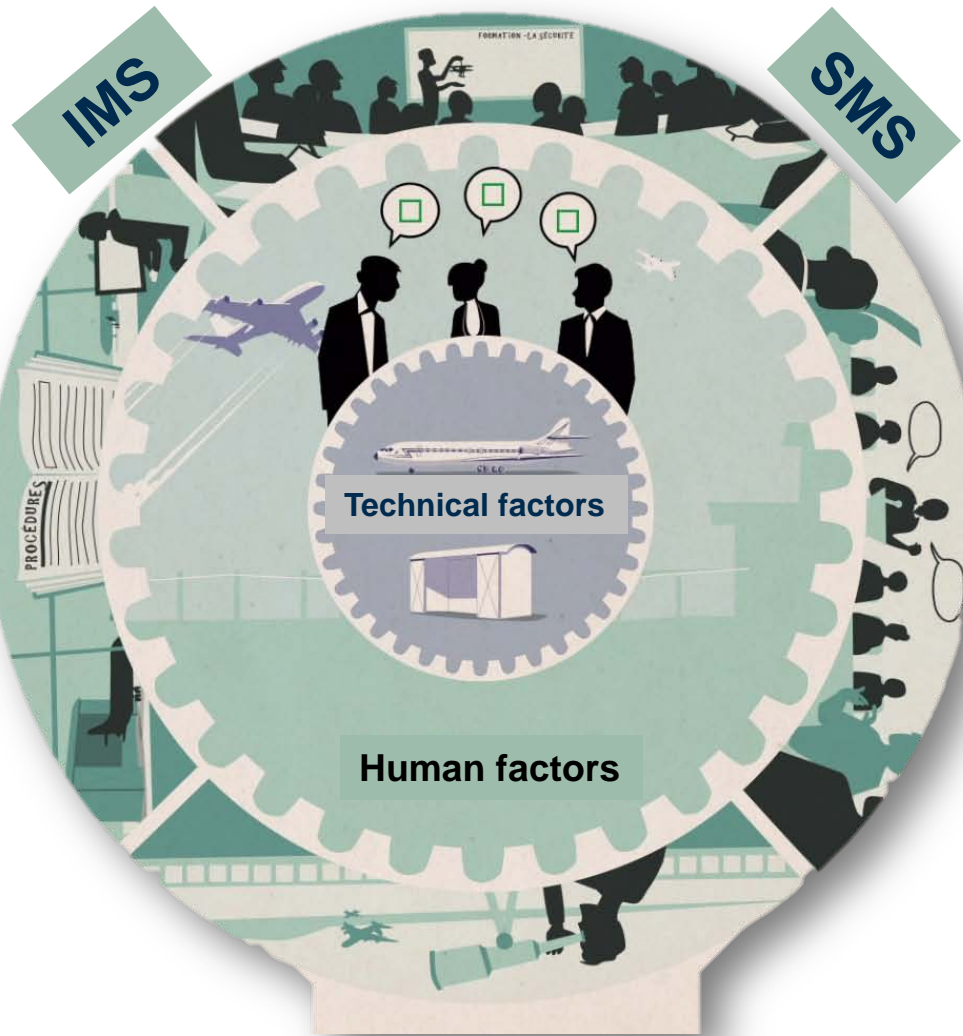 IMS
SMS
FORMATION - LA SÉCURITÉ
PROCÉDURES
Technical factors
Human factors